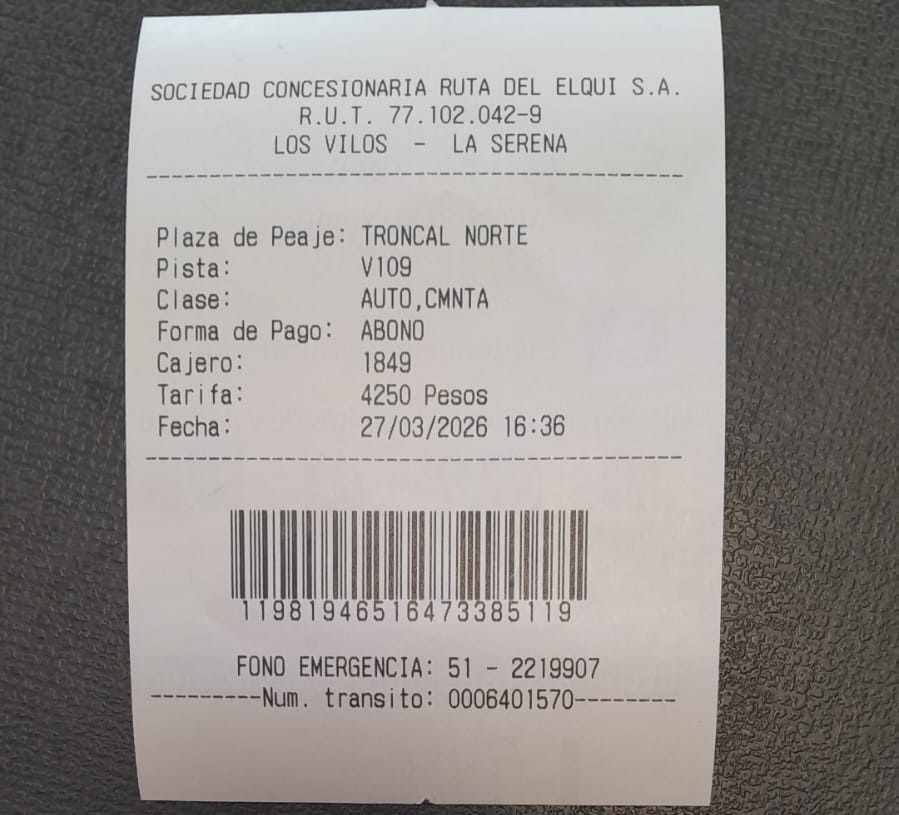 SOCIEDAD CONCESIONARIA RUTA DEL ELQUI S.A.
R.U.T. 77.102.042-9
LOS VILOS - LA SERENA
Plaza de Peaje: TRONCAL NORTE
Pista: V109
Clase: AUTO,CMNTA
Forma de Pago: ABONO
Cajero: 1849
Tarifa: 4250 Pesos
Fecha: 27/03/2026 16:36
11981946516473385119
FONO EMERGENCIA: 51 - 2219907
---------Num. transito: 0006401570--------